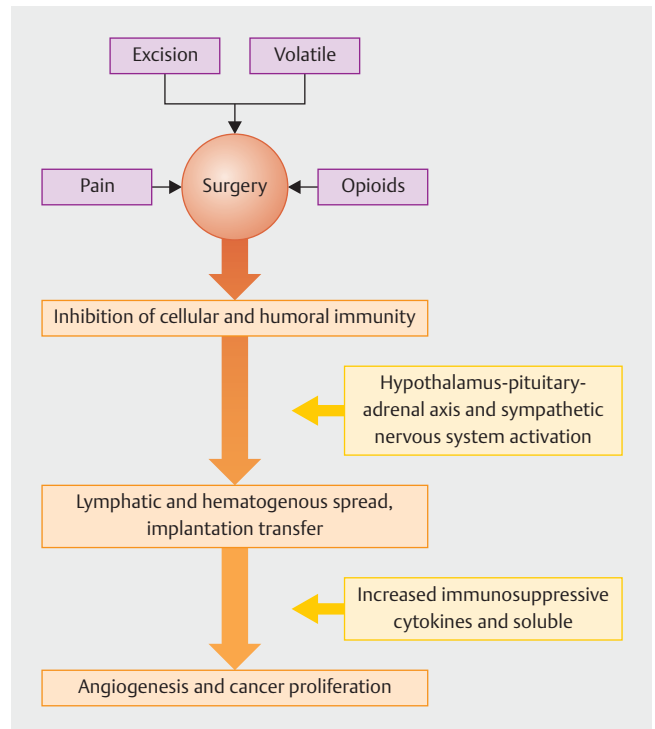 Excision
Volatile
Pain
Surgery
Opioids
Inhibition of cellular and humoral immunity
Hypothalamus-pituitary-
adrenal axis and sympathetic
nervous system activation
Lymphatic and hematogenous spread,
implantation transfer
Increased immunosuppressive
cytokines and soluble
Angiogenesis and cancer proliferation